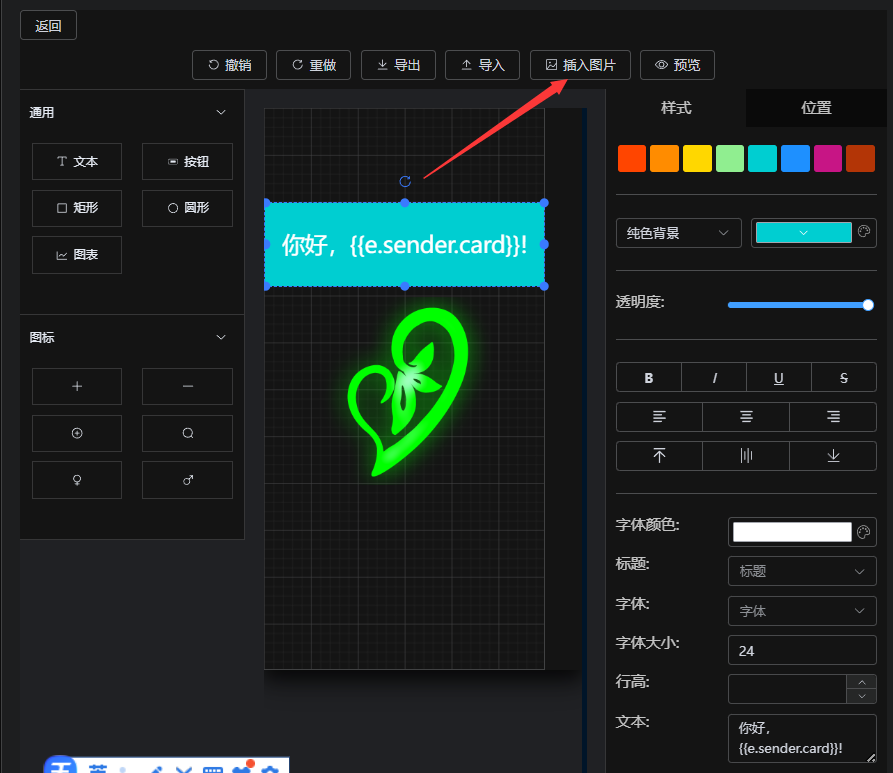 返回
撤销
重做
导出
导入
插入图片
预览
通用
文本
按钮
矩形
圆形
图表
图标
你好，{{e.sender.card}}!
样式
位置
纯色背景
透明度:
B
I
U
S
字体颜色:
标题:
标题
字体:
字体
字体大小:
24
行高:
文本:
你好，
{{e.sender.card}}!